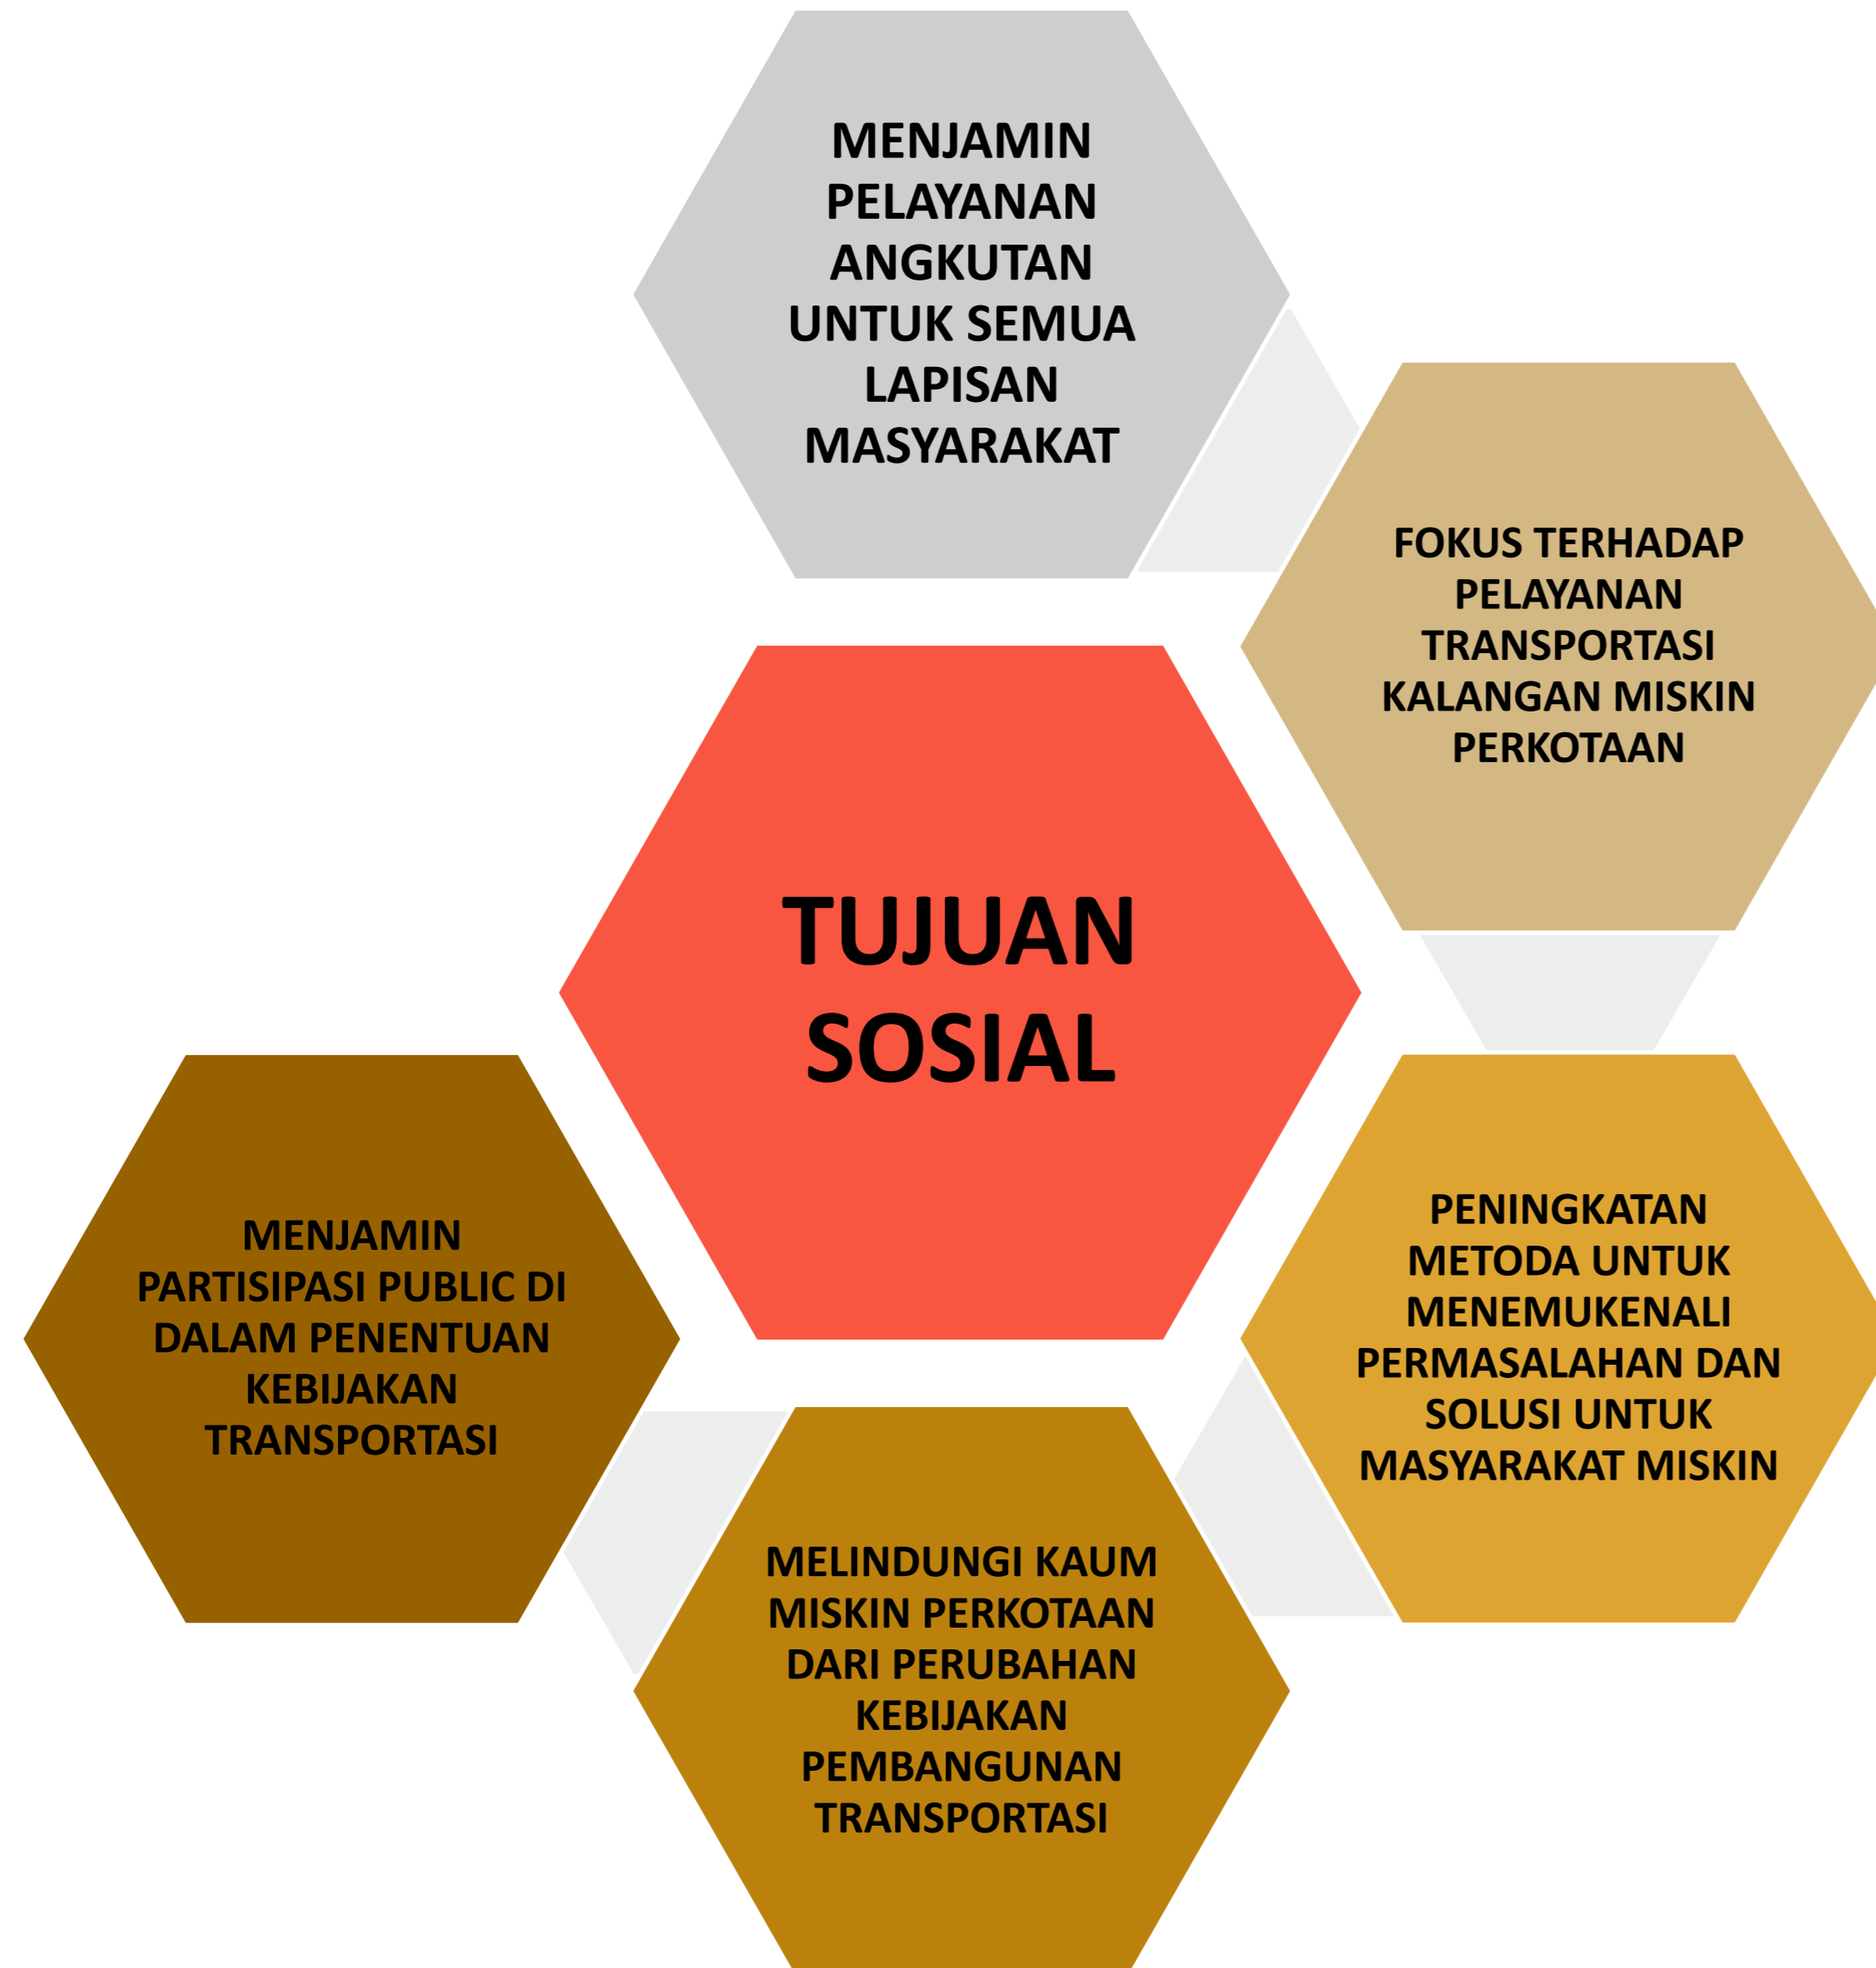 MENJAMIN
PELAYANAN
ANGKUTAN
UNTUK SEMUA
LAPISAN
MASYARAKAT
FOKUS TERHADAP
PELAYANAN
TRANSPORTASI
KALANGAN MISKIN
PERKOTAAN
TUJUAN
SOSIAL
PENINGKATAN
METODA UNTUK
MENEMUKENALI
PERMASALAHAN DAN
SOLUSI UNTUK
MASYARAKAT MISKIN
MELINDUNGI KAUM
MISKIN PERKOTAAN
DARI PERUBAHAN
KEBIJAKAN
PEMBANGUNAN
TRANSPORTASI
MENJAMIN
PARTISIPASI PUBLIC DI
DALAM PENENTUAN
KEBIJAKAN
TRANSPORTASI